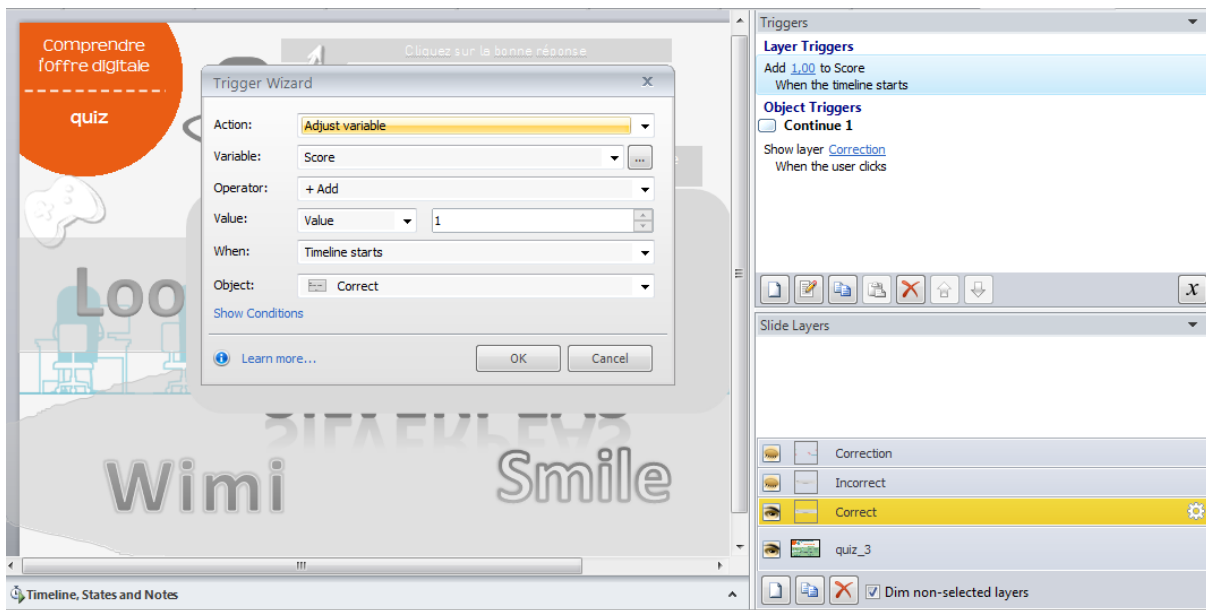 Comprendre
l'offre digitale
quiz
Cliquez sur la bonne réponse
Loo
SILVERPEAS
Wimi
Smile
Trigger Wizard
x
Action:
Adjust variable
Variable:
Score
...
Operator:
+ Add
Value:
Value
1
When:
Timeline starts
Object:
Correct
Show Conditions
Learn more...
OK
Cancel
Timeline, States and Notes
Triggers
Layer Triggers
Add 1,00 to Score
When the timeline starts
Object Triggers
Continue 1
Show layer Correction
When the user clicks
x
Slide Layers
Correction
Incorrect
Correct
quiz_3
Dim non-selected layers